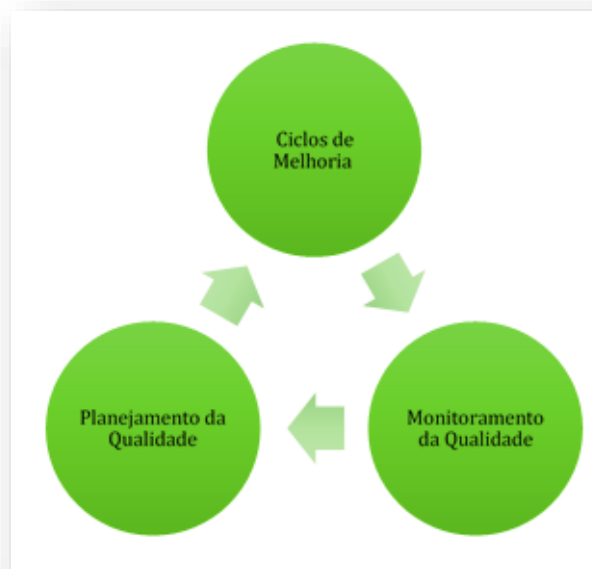 Ciclos de
Melhoria
Planejamento da
Qualidade
Monitoramento
da Qualidade